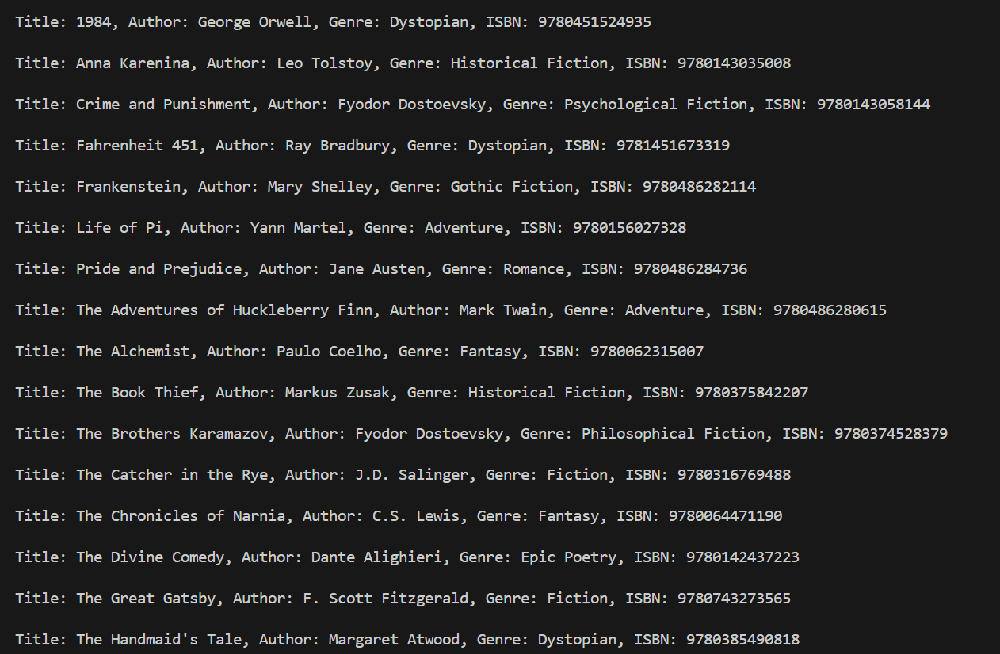 Title: 1984, Author: George Orwell, Genre: Dystopian, ISBN: 9780451524935
Title: Anna Karenina, Author: Leo Tolstoy, Genre: Historical Fiction, ISBN: 9780143035008
Title: Crime and Punishment, Author: Fyodor Dostoevsky, Genre: Psychological Fiction, ISBN: 9780143058144
Title: Fahrenheit 451, Author: Ray Bradbury, Genre: Dystopian, ISBN: 9781451673319
Title: Frankenstein, Author: Mary Shelley, Genre: Gothic Fiction, ISBN: 9780486282114
Title: Life of Pi, Author: Yann Martel, Genre: Adventure, ISBN: 9780156027328
Title: Pride and Prejudice, Author: Jane Austen, Genre: Romance, ISBN: 9780486284736
Title: The Adventures of Huckleberry Finn, Author: Mark Twain, Genre: Adventure, ISBN: 9780486280615
Title: The Alchemist, Author: Paulo Coelho, Genre: Fantasy, ISBN: 9780062315007
Title: The Book Thief, Author: Markus Zusak, Genre: Historical Fiction, ISBN: 9780375842207
Title: The Brothers Karamazov, Author: Fyodor Dostoevsky, Genre: Philosophical Fiction, ISBN: 9780374528379
Title: The Catcher in the Rye, Author: J.D. Salinger, Genre: Fiction, ISBN: 9780316769488
Title: The Chronicles of Narnia, Author: C.S. Lewis, Genre: Fantasy, ISBN: 9780064471190
Title: The Divine Comedy, Author: Dante Alighieri, Genre: Epic Poetry, ISBN: 9780142437223
Title: The Great Gatsby, Author: F. Scott Fitzgerald, Genre: Fiction, ISBN: 9780743273565
Title: The Handmaid's Tale, Author: Margaret Atwood, Genre: Dystopian, ISBN: 9780385490818